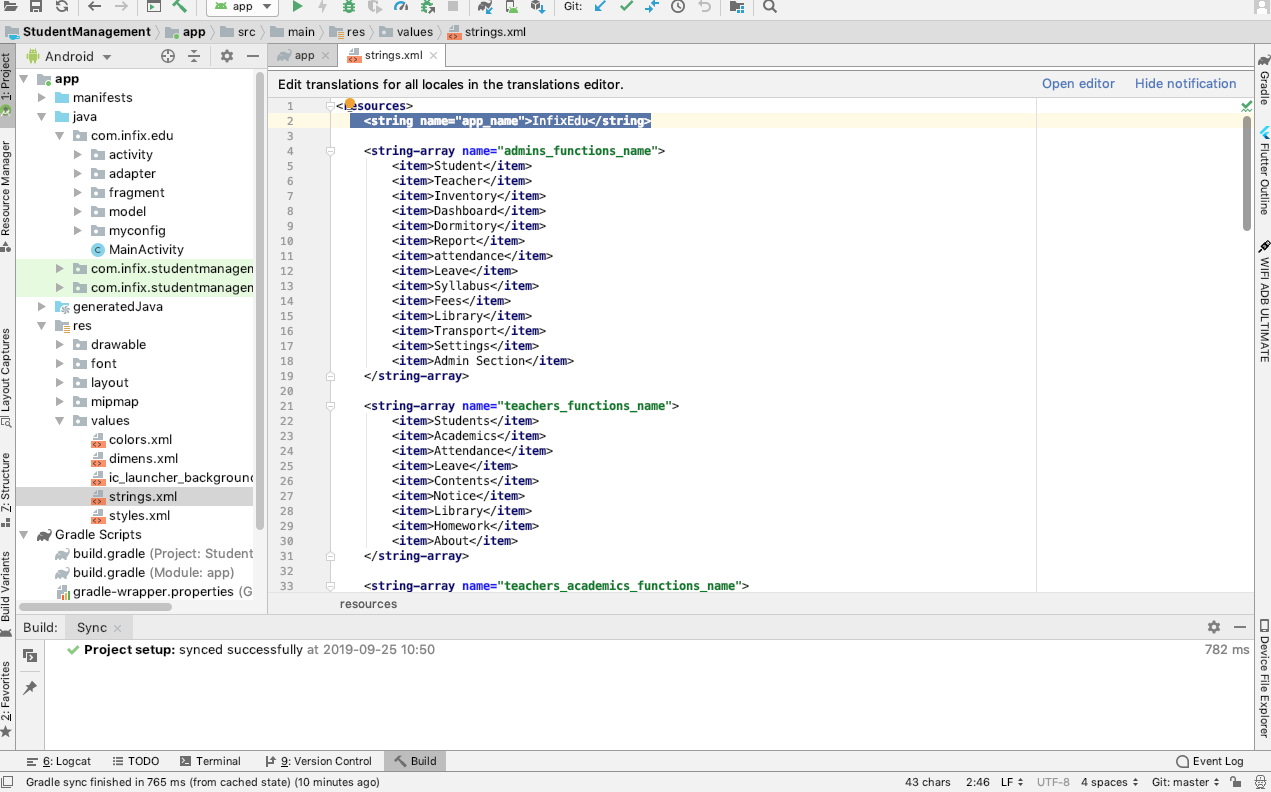 app
Git:
StudentManagement
app
src
main
res
values
strings.xml
1: Project
Resource Manager
Layout Captures
7: Structure
Build Variants
2: Favorites
Android
app
manifests
java
com.infix.edu
activity
adapter
fragment
model
myconfig
MainActivity
com.infix.studentmanagen
com.infix.studentmanagen
generatedJava
res
drawable
font
layout
mipmap
values
colors.xml
dimens.xml
ic_launcher_background
strings.xml
styles.xml
Gradle Scripts
build.gradle (Project: Student
build.gradle (Module: app)
gradle-wrapper.properties (G
app
strings.xml
Edit translations for all locales in the translations editor.
Open editor
Hide notification
1 <resources>
2 <string name="app_name">InfixEdu</string>
3
4 <string-array name="admins_functions_name">
5 <item>Student</item>
6 <item>Teacher</item>
7 <item>Inventory</item>
8 <item>Dashboard</item>
9 <item>Dormitory</item>
10 <item>Report</item>
11 <item>attendance</item>
12 <item>Leave</item>
13 <item>Syllabus</item>
14 <item>Fees</item>
15 <item>Library</item>
16 <item>Transport</item>
17 <item>Settings</item>
18 <item>Admin Section</item>
19 </string-array>
20
21 <string-array name="teachers_functions_name">
22 <item>Students</item>
23 <item>Academics</item>
24 <item>Attendance</item>
25 <item>Leave</item>
26 <item>Contents</item>
27 <item>Notice</item>
28 <item>Library</item>
29 <item>Homework</item>
30 <item>About</item>
31 </string-array>
32
33 <string-array name="teachers_academics_functions_name">
resources
Gradle
Flutter Outline
WIFI ADB ULTIMATE
Device File Explorer
Build:
Sync
Project setup: synced successfully at 2019-09-25 10:50
782 ms
6: Logcat
TODO
Terminal
9: Version Control
Build
Event Log
Gradle sync finished in 765 ms (from cached state) (10 minutes ago)
43 chars
2:46
LF
UTF-8
4 spaces
Git: master